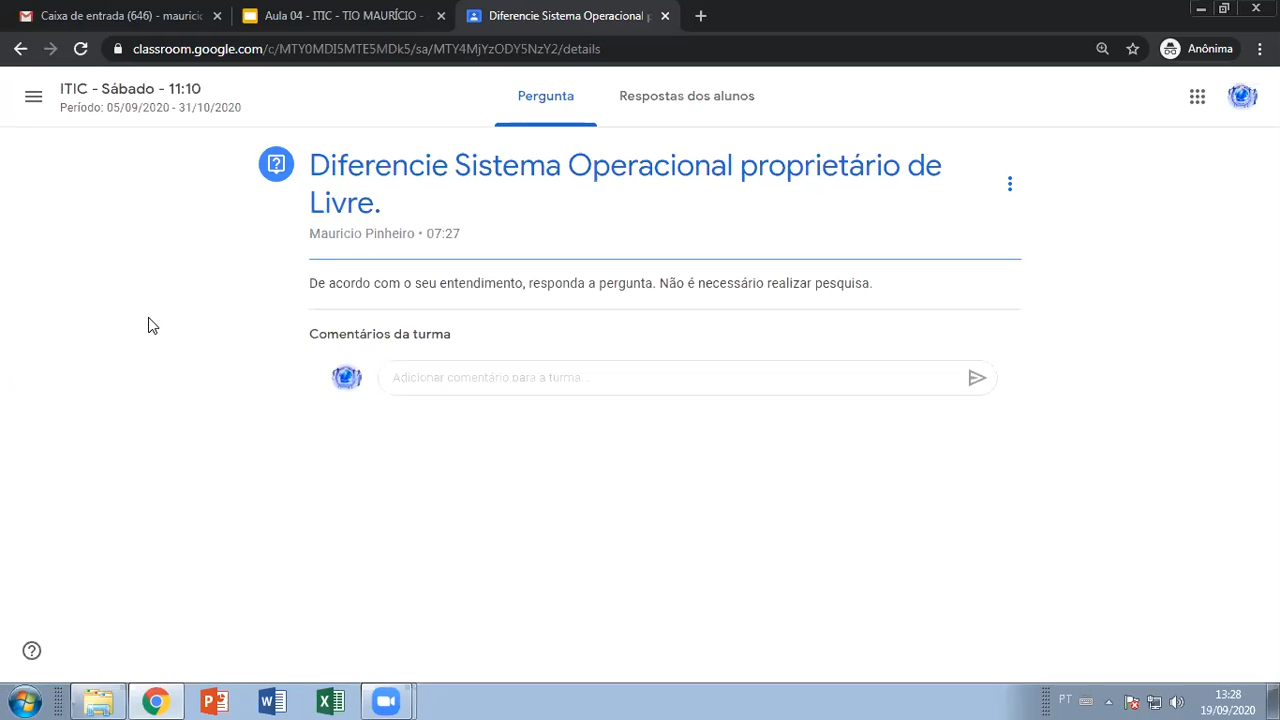 Caixa de entrada (646) - mauricio
Aula 04 - ITIC - TIO MAURÍCIO -
Diferencie Sistema Operacional p
classroom.google.com/c/MTY0MDI5MTE5MDk5/sa/MTY4MjYzODY5NzY2/details
Anônima
ITIC - Sábado - 11:10
Período: 05/09/2020 - 31/10/2020
Pergunta
Respostas dos alunos
Diferencie Sistema Operacional proprietário de
Livre.
Mauricio Pinheiro • 07:27
De acordo com o seu entendimento, responda a pergunta. Não é necessário realizar pesquisa.
Comentários da turma
Adicionar comentário para a turma...
PT
13:28
19/09/2020